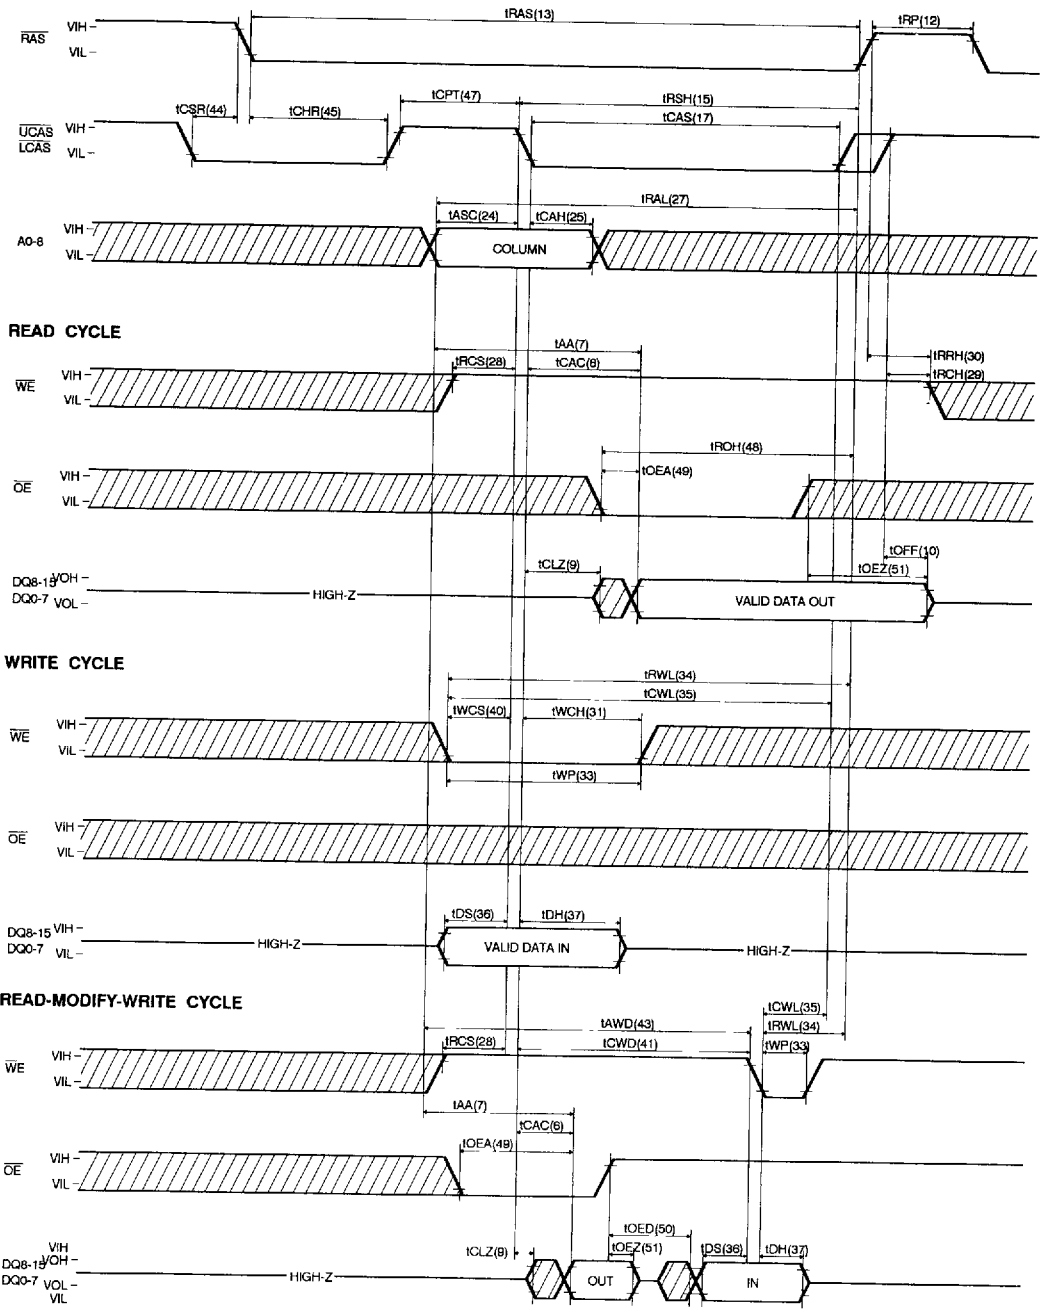 tRAS(13)
tRP(12)
RAS
VIH
VIL
tCSR(44)
tCHR(45)
tCPT(47)
tRSH(15)
tCAS(17)
UCAS
LCAS
VIH
VIL
tRAL(27)
tASC(24)
tCAH(25)
A0-8
VIH
VIL
COLUMN
READ CYCLE
tAA(7)
tRCS(28)
tCAC(6)
tRRH(30)
tRCH(29)
WE
VIH
VIL
tROH(48)
tOEA(49)
OE
VIH
VIL
tCLZ(9)
tOFF(10)
tOEZ(51)
DQ8-15
DQ0-7
VOH
VOL
HIGH-Z
VALID DATA OUT
WRITE CYCLE
tRWL(34)
tCWL(35)
tWCS(40)
tWCH(31)
WE
VIH
VIL
tWP(33)
OE
VIH
VIL
tDS(36)
tDH(37)
DQ8-15
DQ0-7
VIH
VIL
HIGH-Z
VALID DATA IN
HIGH-Z
READ-MODIFY-WRITE CYCLE
tCWL(35)
tAWD(43)
tRWL(34)
tRCS(28)
tCWD(41)
tWP(33)
WE
VIH
VIL
tAA(7)
tCAC(6)
tOEA(49)
OE
VIH
VIL
tOED(50)
tCLZ(9)
tOEZ(51)
tDS(36)
tDH(37)
VIH
VOH
DQ8-15
DQ0-7
VOL
VIL
HIGH-Z
OUT
IN